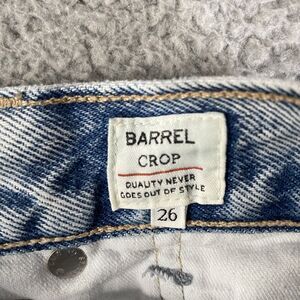 BARREL
CROP
QUALITY NEVER
GOES OUT OF STYLE
26